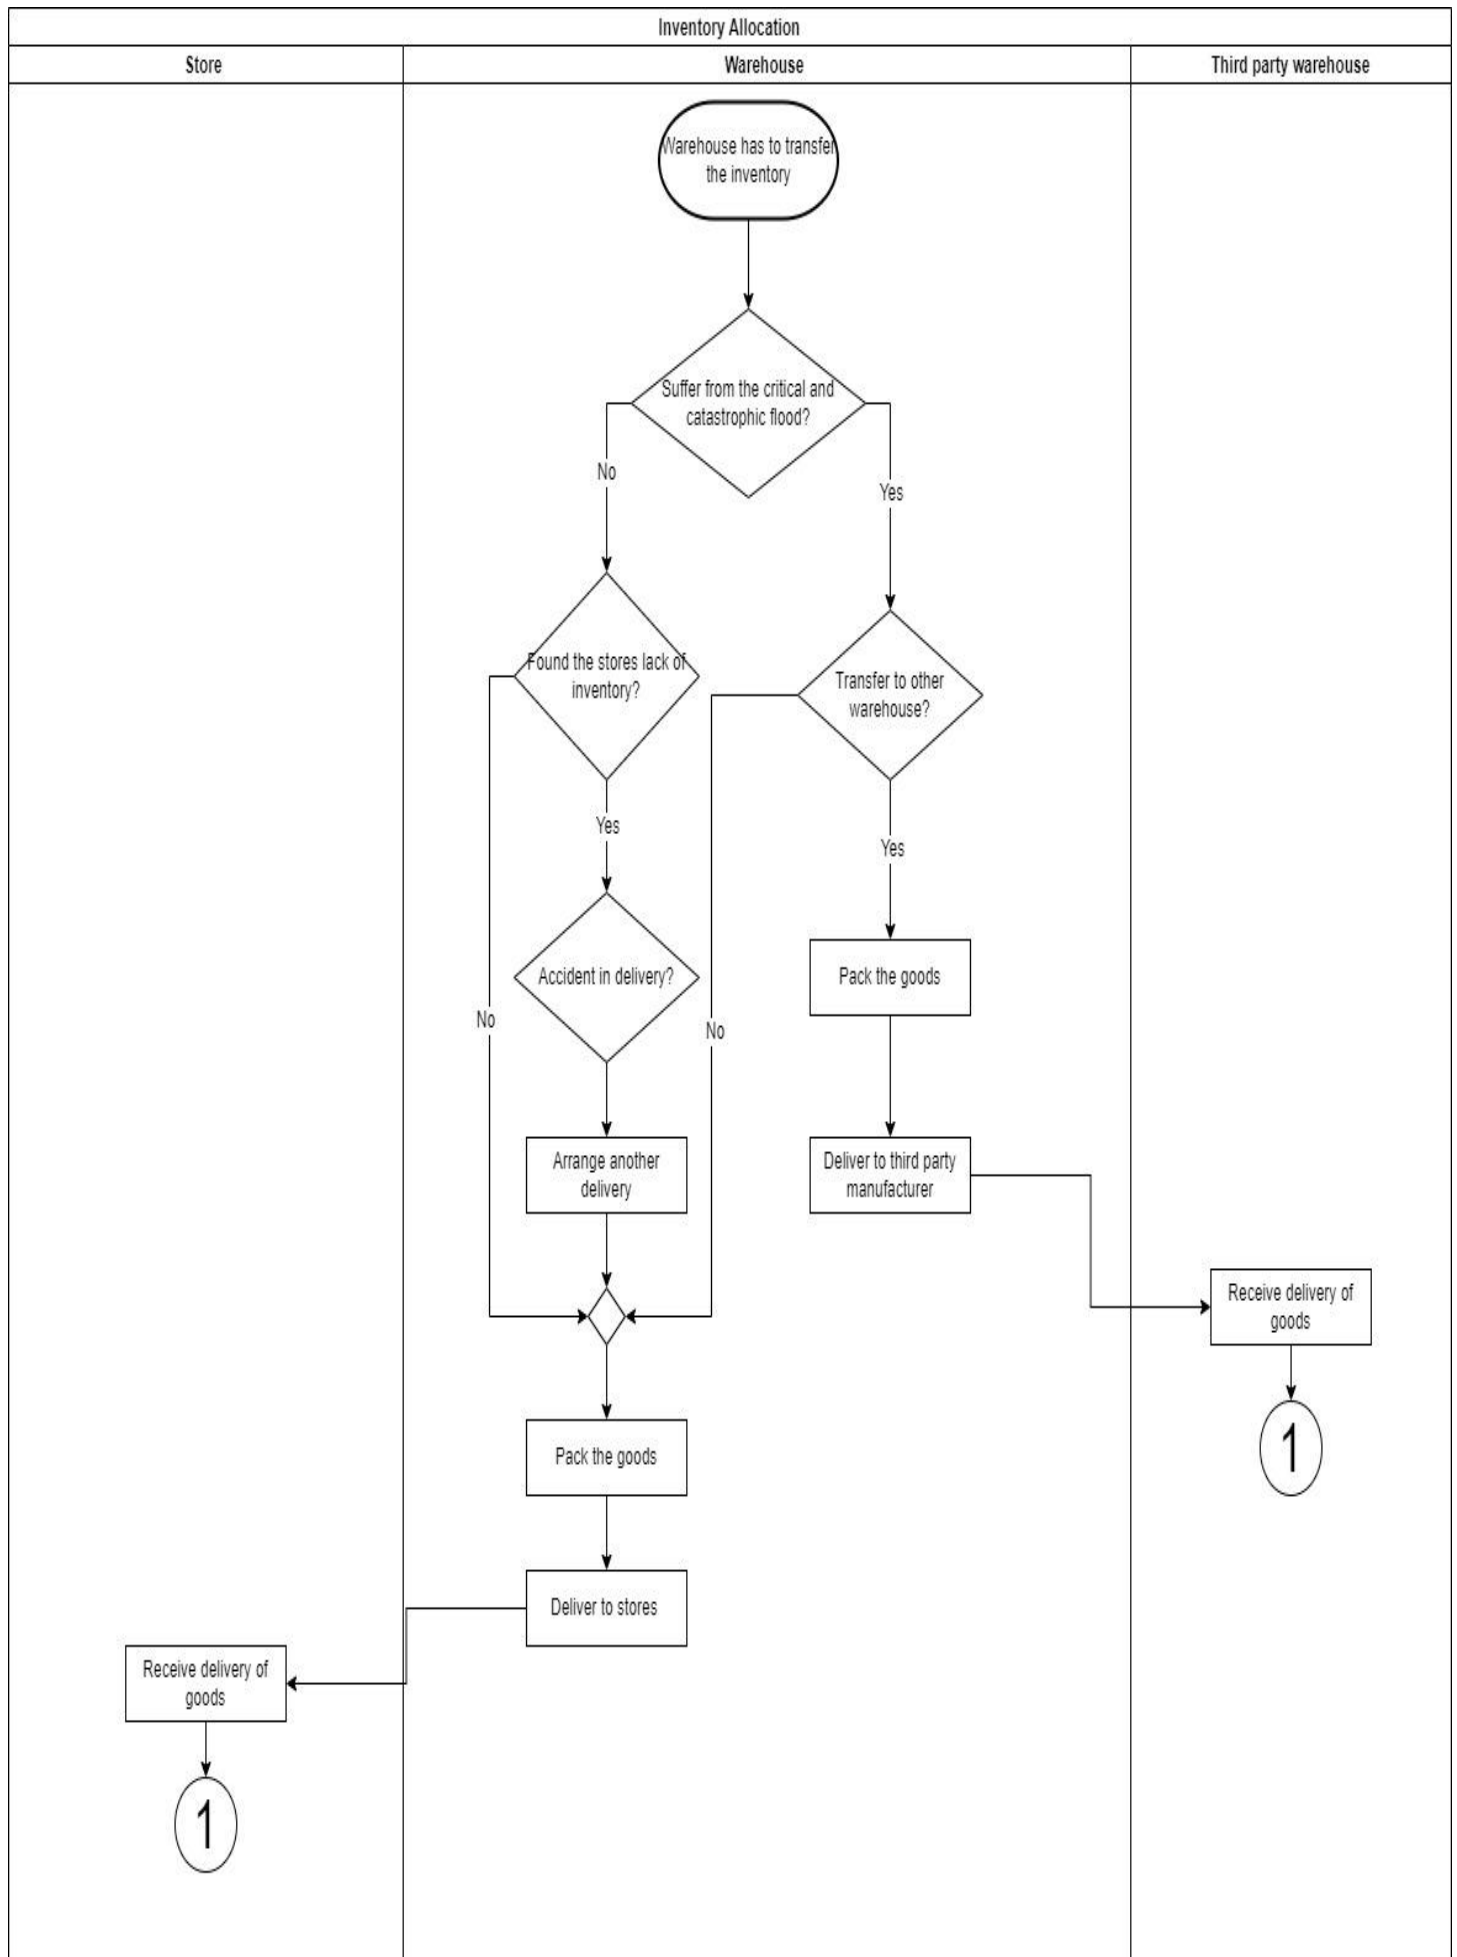 Inventory Allocation
Store
Warehouse
Third party warehouse
Warehouse has to transfer
the inventory
Suffer from the critical and
catastrophic flood?
No
Yes
Found the stores lack of
inventory?
Transfer to other
warehouse?
Yes
Yes
Accident in delivery?
Pack the goods
No
No
Arrange another
delivery
Deliver to third party
manufacturer
Receive delivery of
goods
1
Pack the goods
Deliver to stores
Receive delivery of
goods
1